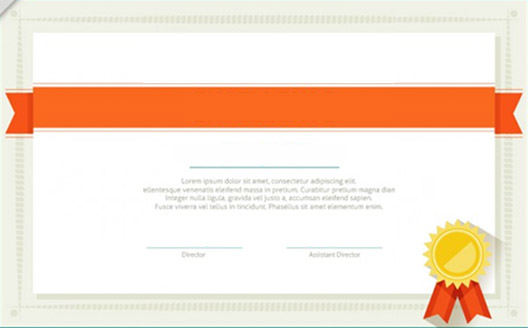 Lorem ipsum dolor sit amet, consectetur adipiscing elit.
ellentesque venenatis eleifend massa in pretium. Curabitur pretium magna dian
Integer nulla ligula, gravida vel justo a, accumsan eleifend sapien.
Fusce viverra vel tellus in tincidunt. Phasellus sit amet elementum enim.
Director
Assistant Director